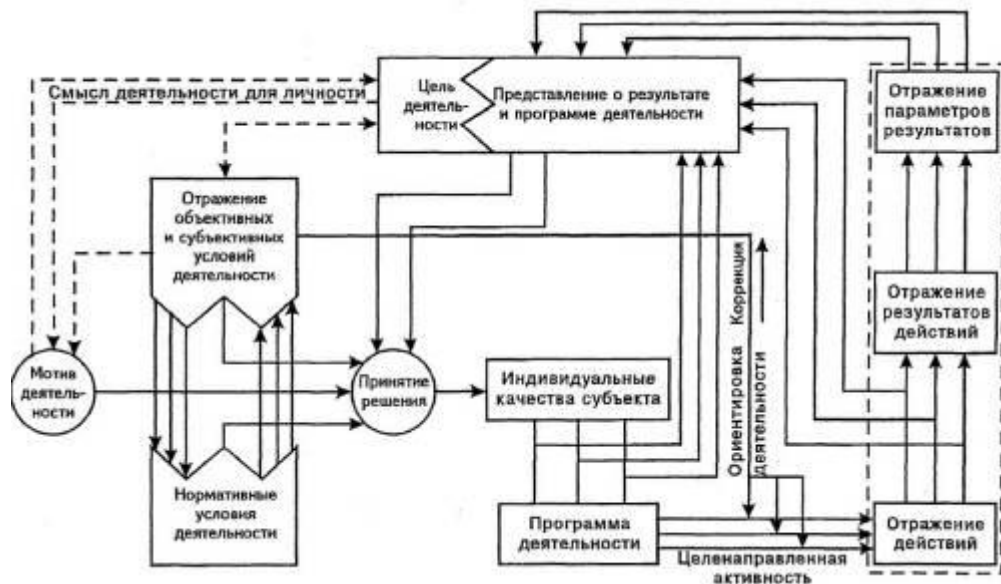 Смысл деятельности для личности
Цель
деятель-
ности
Представление о результате
и программе деятельности
Отражение
параметров
результатов
Отражение
объективных
и субъективных
условий
деятельности
Коррекция
Отражение
результатов
действий
Мотив
деятель-
ности
Принятие
решения
Индивидуальные
качества субъекта
Ориентировка
деятельности
Нормативные
условия
деятельности
Программа
деятельности
Отражение
действий
Целенаправленная
активность